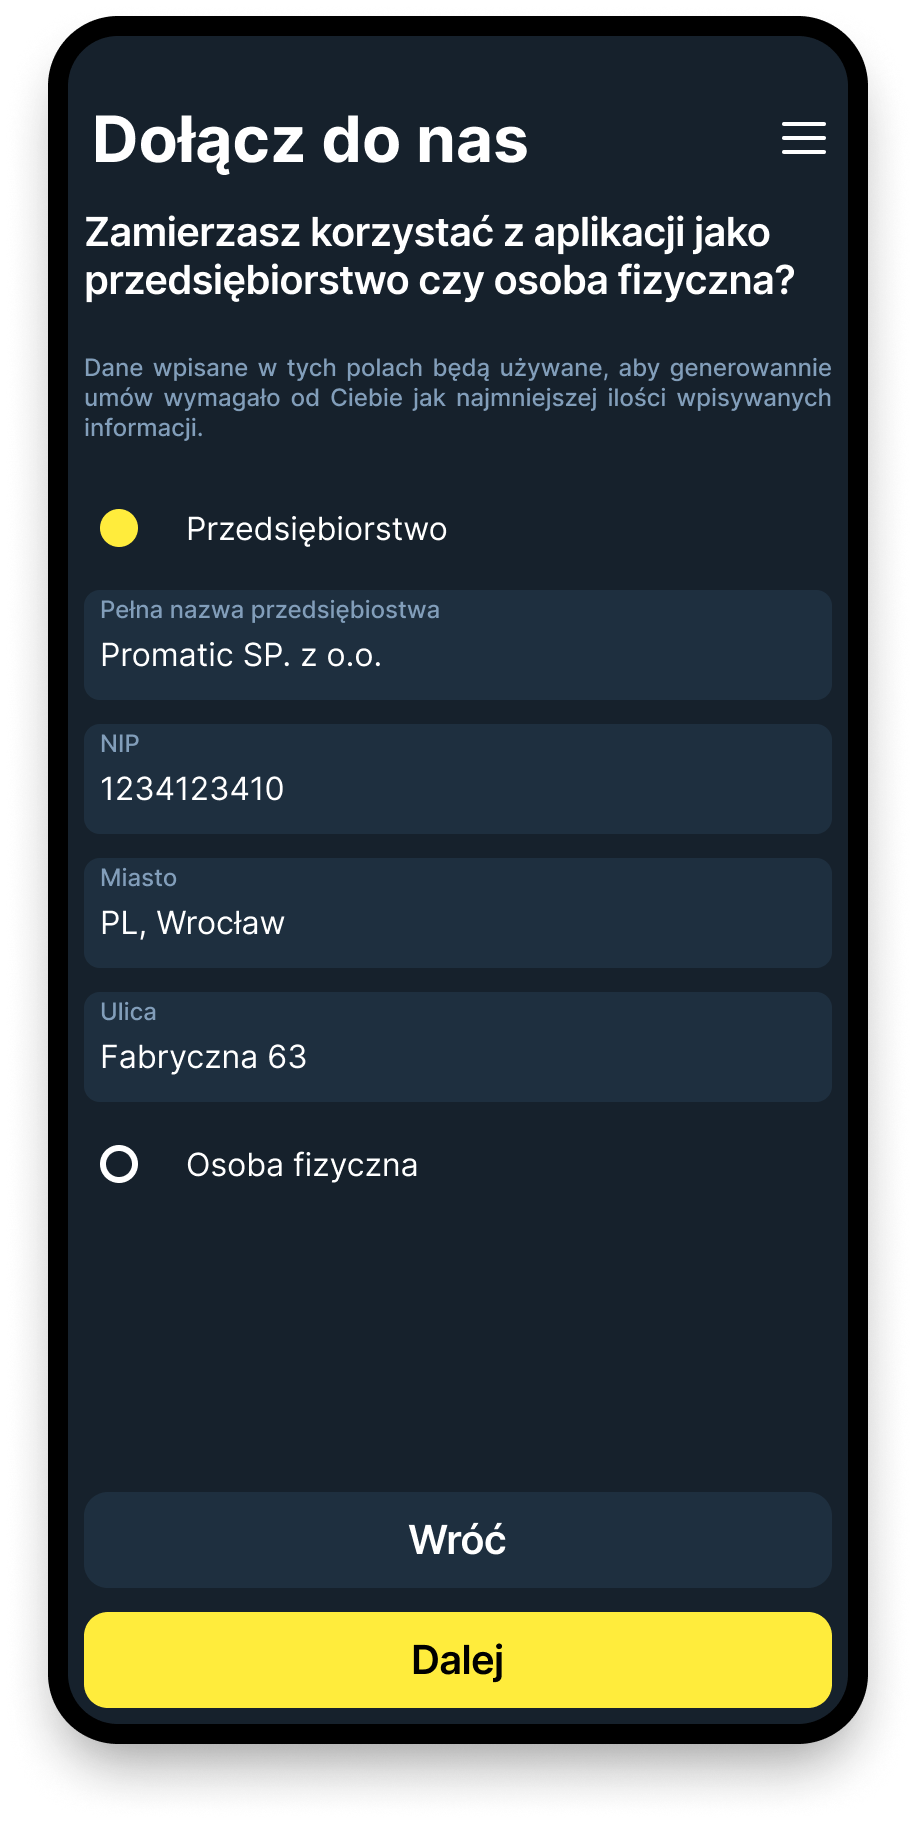 Dołącz do nas
Zamierzasz korzystać z aplikacji jako
przedsiębiorstwo czy osoba fizyczna?
Dane wpisane w tych polach będą używane, aby generowannie
umów wymagało od Ciebie jak najmniejszej ilości wpisywanych
informacji.
Przedsiębiorstwo
Pełna nazwa przedsiębiostwa
Promatic SP. z o.o.
NIP
1234123410
Miasto
PL, Wrocław
Ulica
Fabryczna 63
Osoba fizyczna
Wróć
Dalej